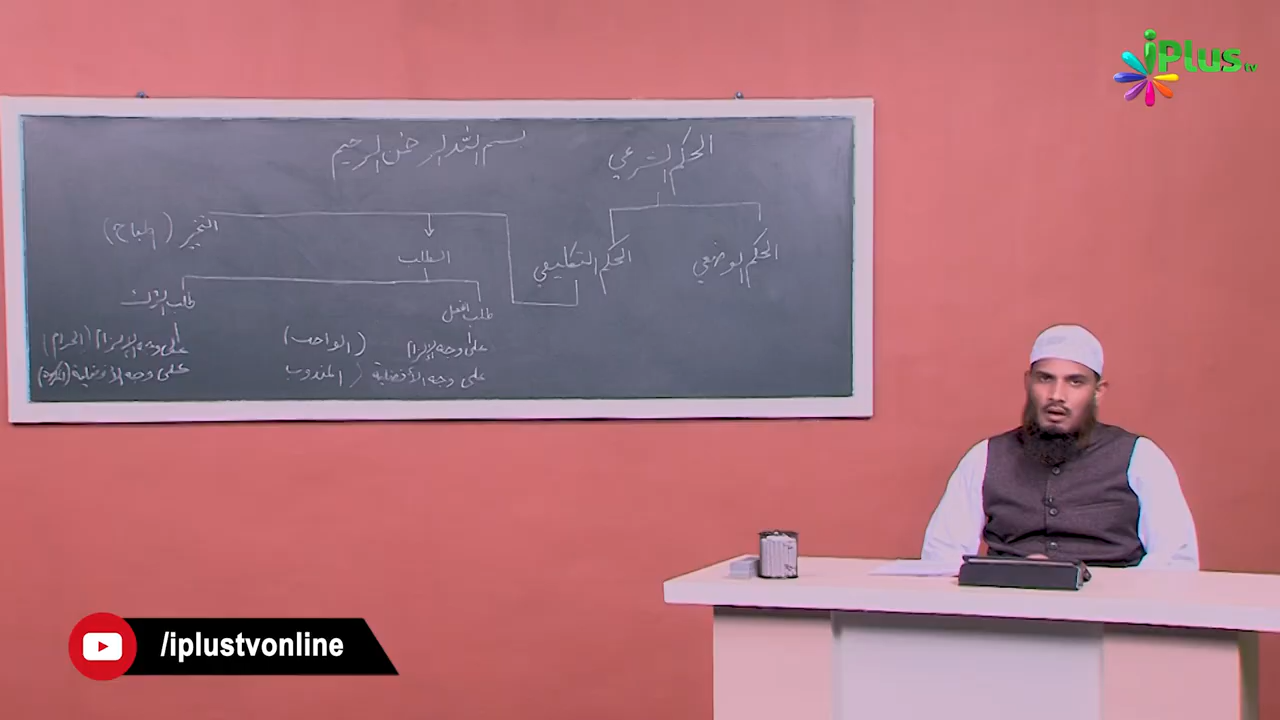 iPlus tv
بسم الله الرحمن الرحيم
الحكم الشرعي
الحكم الوضعي
الحكم التكليفي
التخيير (المباح)
الطلب
طلب الفعل
طلب الترك
على وجه الإلزام (الواجب)
على وجه الأفضلية (المندوب
على وجه الإلزام (الحرام)
على وجه الأفضلية (المكروه)
/iplustvonline